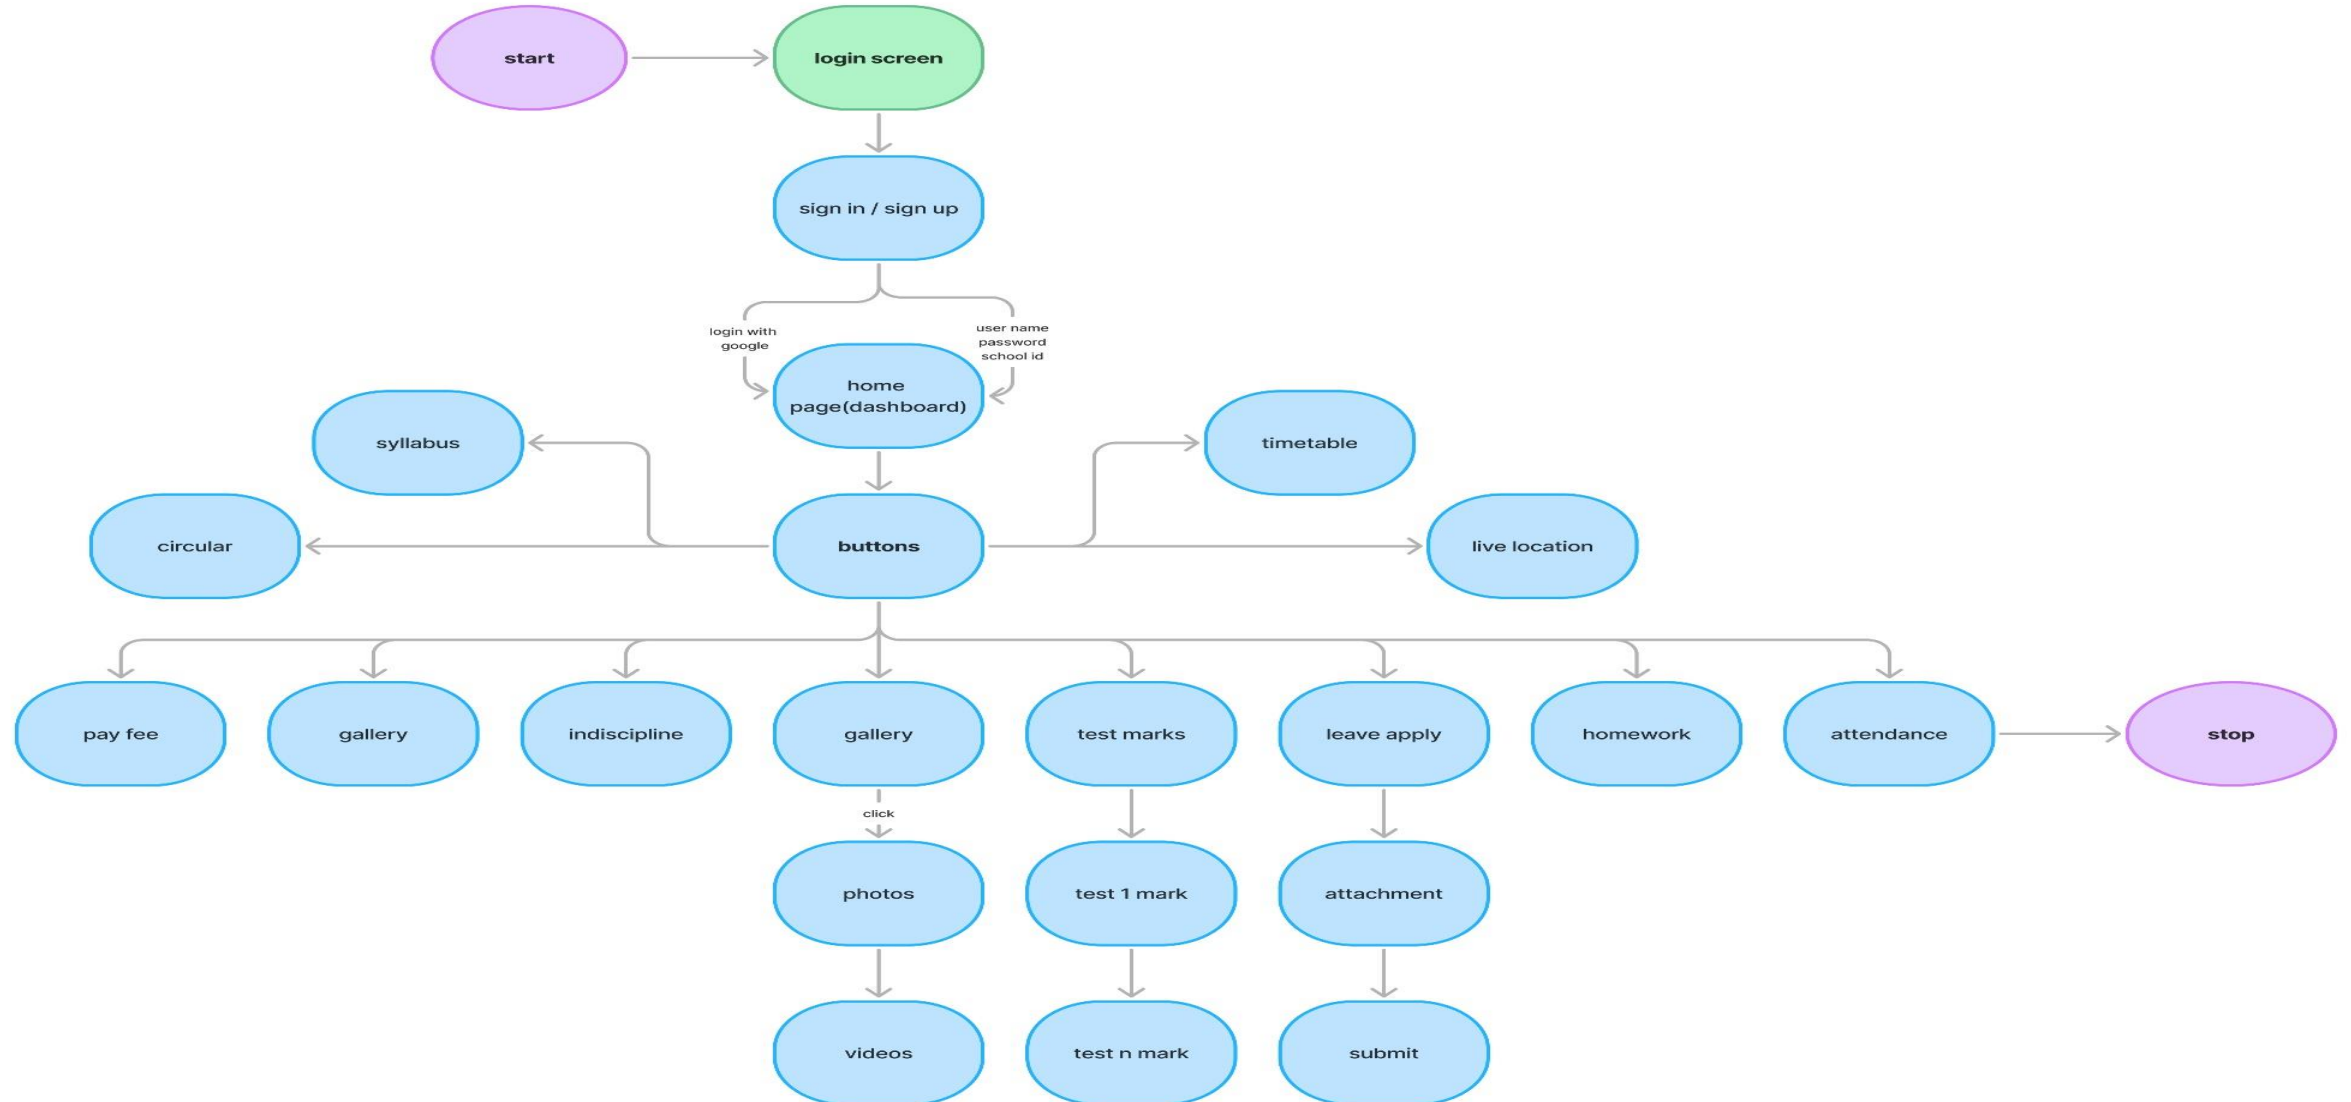 start
login screen
sign in / sign up
login with
google
user name
password
school id
home
page(dashboard)
syllabus
timetable
circular
buttons
live location
pay fee
gallery
indiscipline
gallery
test marks
leave apply
homework
attendance
stop
click
photos
test 1 mark
attachment
videos
test n mark
submit